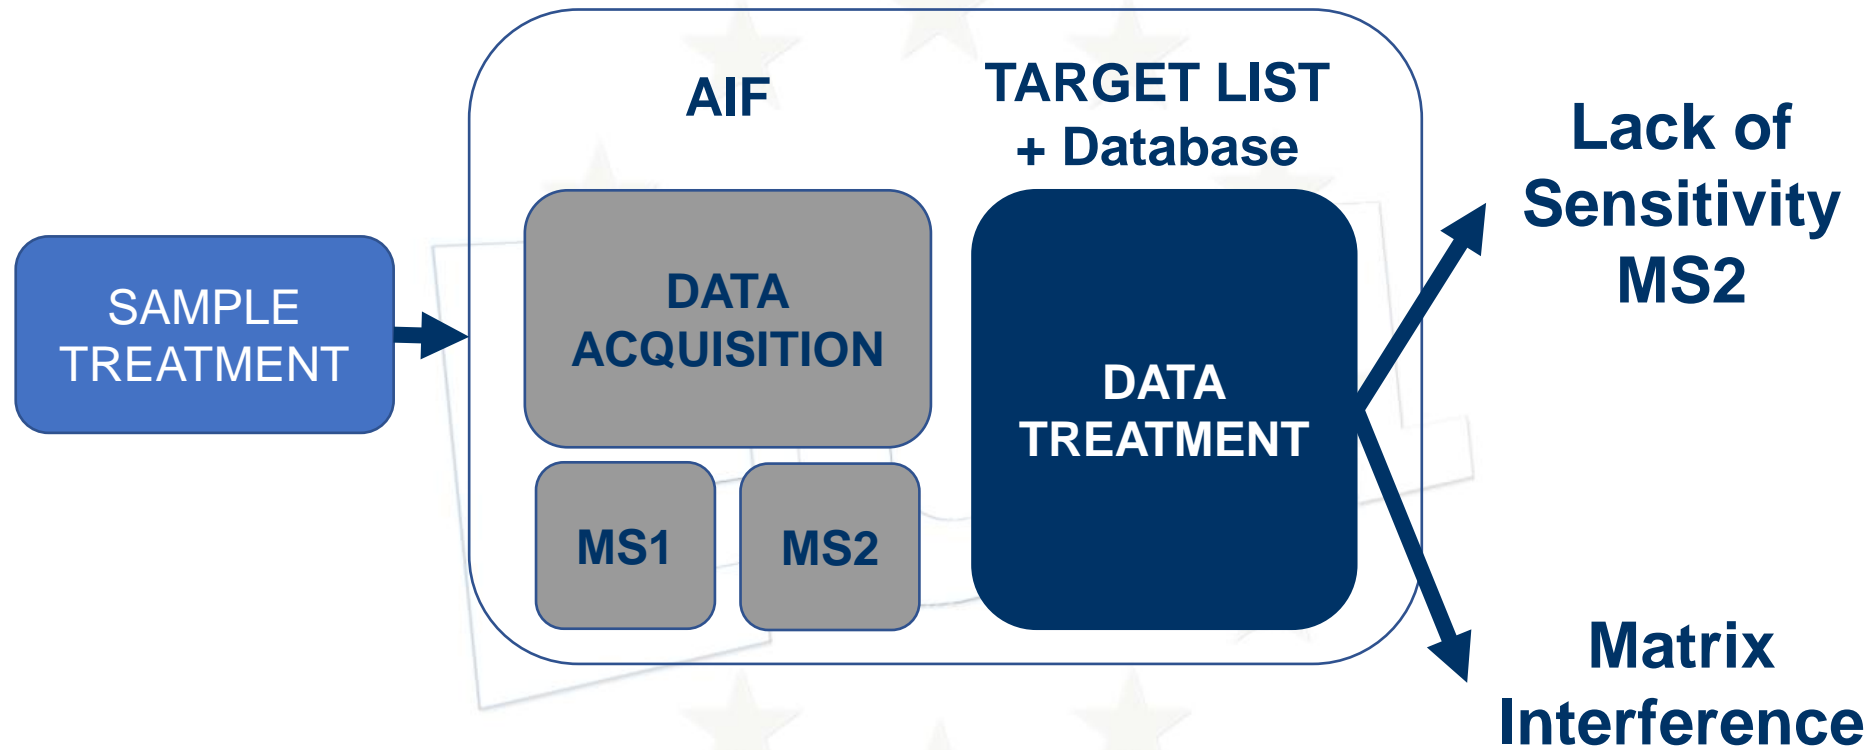 SAMPLE
TREATMENT
AIF
DATA
ACQUISITION
MS1
MS2
TARGET LIST
+ Database
DATA
TREATMENT
Lack of
Sensitivity
MS2
Matrix
Interference